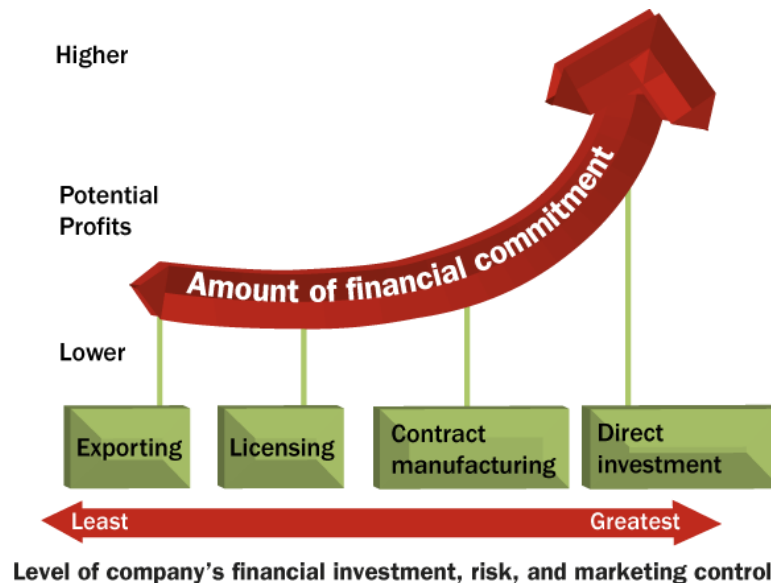 Higher
Potential
Profits
Amount of financial commitment
Lower
Exporting
Licensing
Contract
manufacturing
Direct
investment
Least
Greatest
Level of company's financial investment, risk, and marketing control